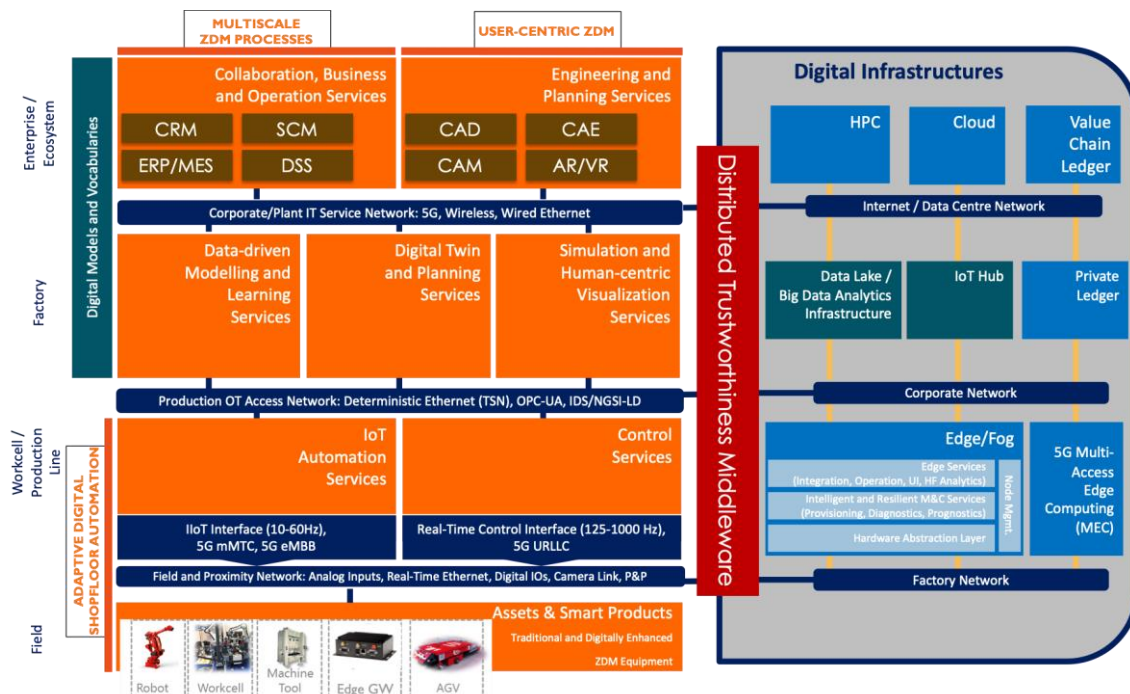 MULTISCALE
ZDM PROCESSES
USER-CENTRIC ZDM
Enterprise /
Ecosystem
Factory
Workcell /
Production
Line
Field
Digital Models and Vocabularies
ADAPTIVE DIGITAL
SHOPFLOOR AUTOMATION
Collaboration, Business
and Operation Services
CRM
SCM
ERP/MES
DSS
Engineering and
Planning Services
CAD
CAE
CAM
AR/VR
Corporate/Plant IT Service Network: 5G, Wireless, Wired Ethernet
Data-driven
Modelling and
Learning
Services
Digital Twin
and Planning
Services
Simulation and
Human-centric
Visualization
Services
Production OT Access Network: Deterministic Ethernet (TSN), OPC-UA, IDS/NGSI-LD
IoT
Automation
Services
Control
Services
IIoT Interface (10-60Hz),
5G mMTC, 5G eMBB
Real-Time Control Interface (125-1000 Hz),
5G URLLC
Field and Proximity Network: Analog Inputs, Real-Time Ethernet, Digital IOs, Camera Link, P&P
Assets & Smart Products
Traditional and Digitally Enhanced
ZDM Equipment
Robot
Workcell
Machine
Tool
Edge GW
AGV
Distributed Trustworthiness Middleware
Digital Infrastructures
HPC
Cloud
Value
Chain
Ledger
Internet / Data Centre Network
Data Lake /
Big Data Analytics
Infrastructure
IoT Hub
Private
Ledger
Corporate Network
Edge/Fog
Edge Services
(Integration, Operation, UI, HF Analytics)
Intelligent and Resilient M&C Services
(Provisioning, Diagnostics, Prognostics)
Hardware Abstraction Layer
Node Mgmt.
5G Multi-
Access
Edge
Computing
(MEC)
Factory Network